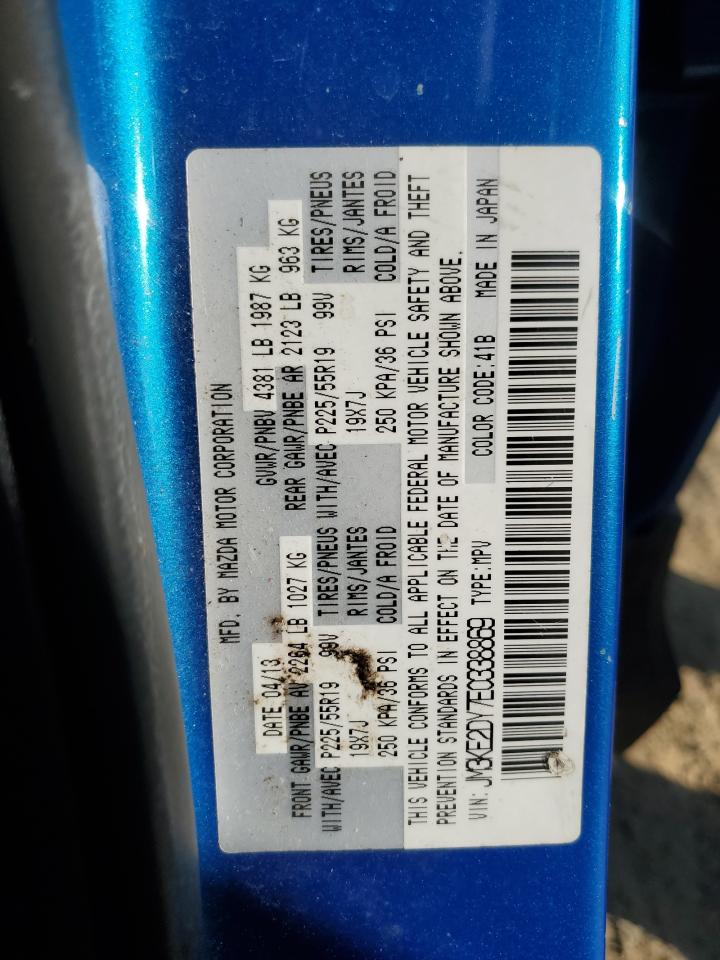 MFD. BY MAZDA MOTOR CORPORATION
DATE 04/13 GVWR/PNBV 4381 LB 1987 KG
FRONT GAWR/PNBE AV 2264 LB 1027 KG REAR GAWR/PNBE AR 2123 LB 963 KG
WITH/AVEC P225/55R19 99V TIRES/PNEUS WITH/AVEC P225/55R19 99V TIRES/PNEUS
19X7J RIMS/JANTES 19X7J RIMS/JANTES
250 KPA/36 PSI COLD/A FROID 250 KPA/36 PSI COLD/A FROID
THIS VEHICLE CONFORMS TO ALL APPLICABLE FEDERAL MOTOR VEHICLE SAFETY AND THEFT
PREVENTION STANDARDS IN EFFECT ON THE DATE OF MANUFACTURE SHOWN ABOVE.
VIN: JM3KE2DY7E0338869 TYPE:MPV COLOR CODE:41B MADE IN JAPAN